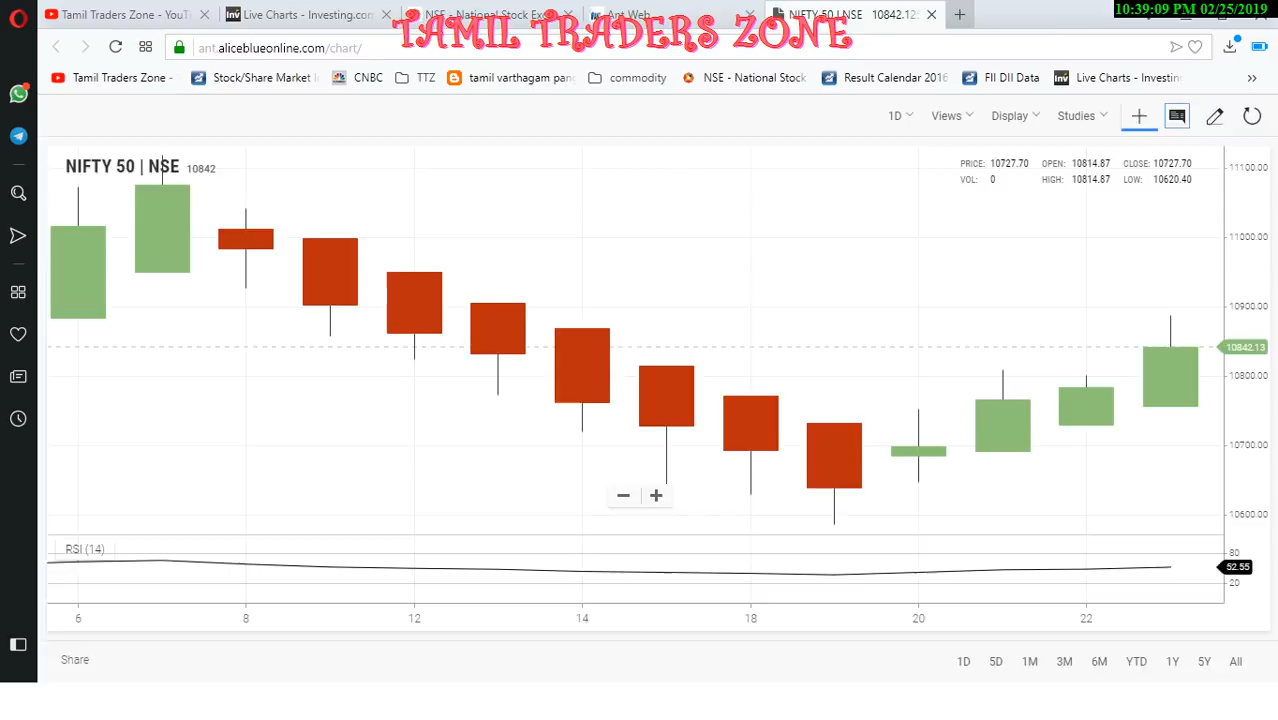 10:39:09 PM 02/25/2019
Tamil Traders Zone - YouT
Live Charts - Investing.com
NSE - National Stock Exc
Ant Web
NIFTY 50 | NSE 10842.12
TAMIL TRADERS ZONE
ant.aliceblueonline.com/chart/
Tamil Traders Zone -
Stock/Share Market I
CNBC
TTZ
tamil varthagam pano
commodity
NSE - National Stock
Result Calendar 2016
FII DII Data
Live Charts - Investin
1D
Views
Display
Studies
NIFTY 50 | NSE 10842
PRICE: 10727.70 OPEN: 10814.87 CLOSE: 10727.70
VOL: 0 HIGH: 10814.87 LOW: 10620.40
11100.00
11000.00
10900.00
10842.13
10800.00
10700.00
10600.00
RSI (14)
80
52.55
20
6 8 12 14 18 20 22
Share
1D 5D 1M 3M 6M YTD 1Y 5Y All